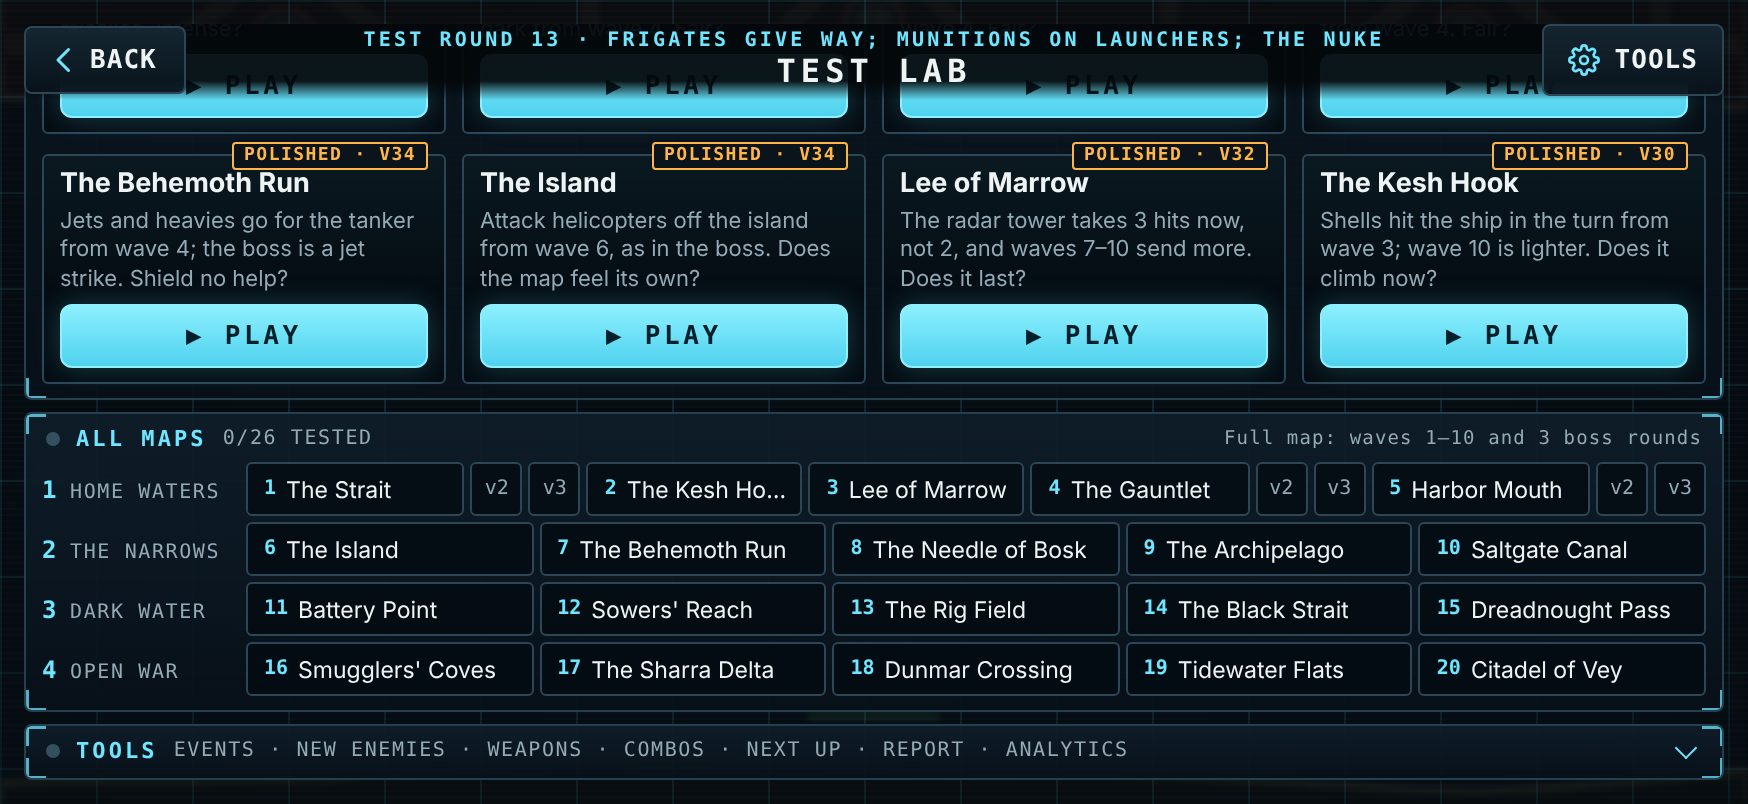 TEST ROUND 13 · FRIGATES GIVE WAY; MUNITIONS ON LAUNCHERS; THE NUKE
BACK
TEST LAB
TOOLS
▶ PLAY
▶ PLAY
▶ PLAY
▶ PLA
POLISHED · V34
The Behemoth Run
Jets and heavies go for the tanker
from wave 4; the boss is a jet
strike. Shield no help?
▶ PLAY
POLISHED · V34
The Island
Attack helicopters off the island
from wave 6, as in the boss. Does
the map feel its own?
▶ PLAY
POLISHED · V32
Lee of Marrow
The radar tower takes 3 hits now,
not 2, and waves 7–10 send more.
Does it last?
▶ PLAY
POLISHED · V30
The Kesh Hook
Shells hit the ship in the turn from
wave 3; wave 10 is lighter. Does it
climb now?
▶ PLAY
ALL MAPS 0/26 TESTED
Full map: waves 1–10 and 3 boss rounds
1 HOME WATERS 1 The Strait v2 v3 2 The Kesh Ho... 3 Lee of Marrow 4 The Gauntlet v2 v3 5 Harbor Mouth v2 v3
2 THE NARROWS 6 The Island 7 The Behemoth Run 8 The Needle of Bosk 9 The Archipelago 10 Saltgate Canal
3 DARK WATER 11 Battery Point 12 Sowers' Reach 13 The Rig Field 14 The Black Strait 15 Dreadnought Pass
4 OPEN WAR 16 Smugglers' Coves 17 The Sharra Delta 18 Dunmar Crossing 19 Tidewater Flats 20 Citadel of Vey
TOOLS EVENTS · NEW ENEMIES · WEAPONS · COMBOS · NEXT UP · REPORT · ANALYTICS